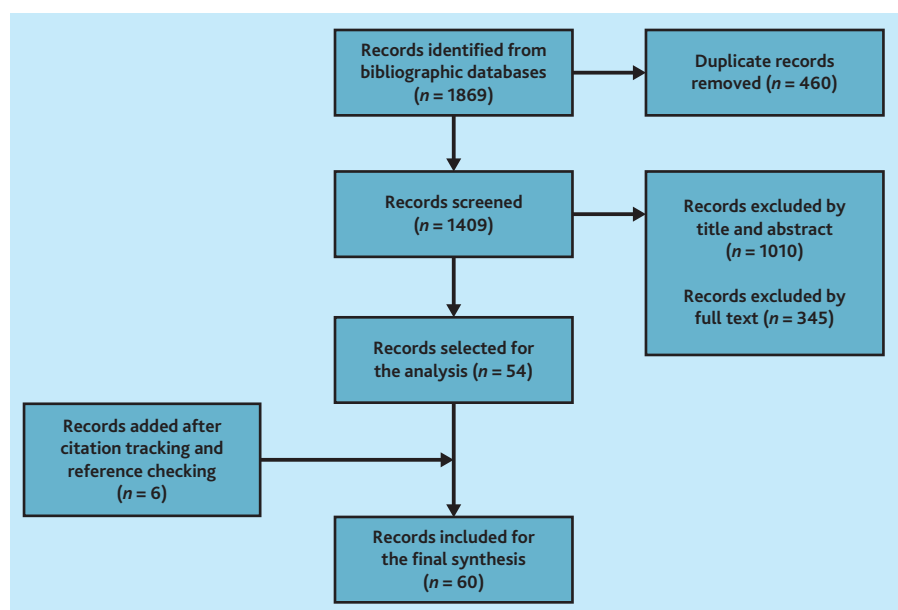 Records identified from
bibliographic databases
(n = 1869)
Duplicate records
removed (n = 460)
Records screened
(n = 1409)
Records excluded by
title and abstract
(n = 1010)
Records excluded by
full text (n = 345)
Records selected for
the analysis (n = 54)
Records added after
citation tracking and
reference checking
(n = 6)
Records included for
the final synthesis
(n = 60)